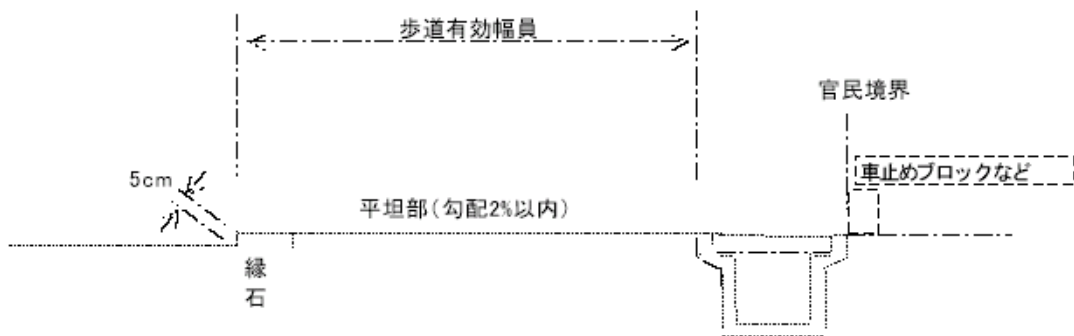 歩道有効幅員
官民境界
車止めブロックなど
5cm
平坦部(勾配2%以内)
縁石